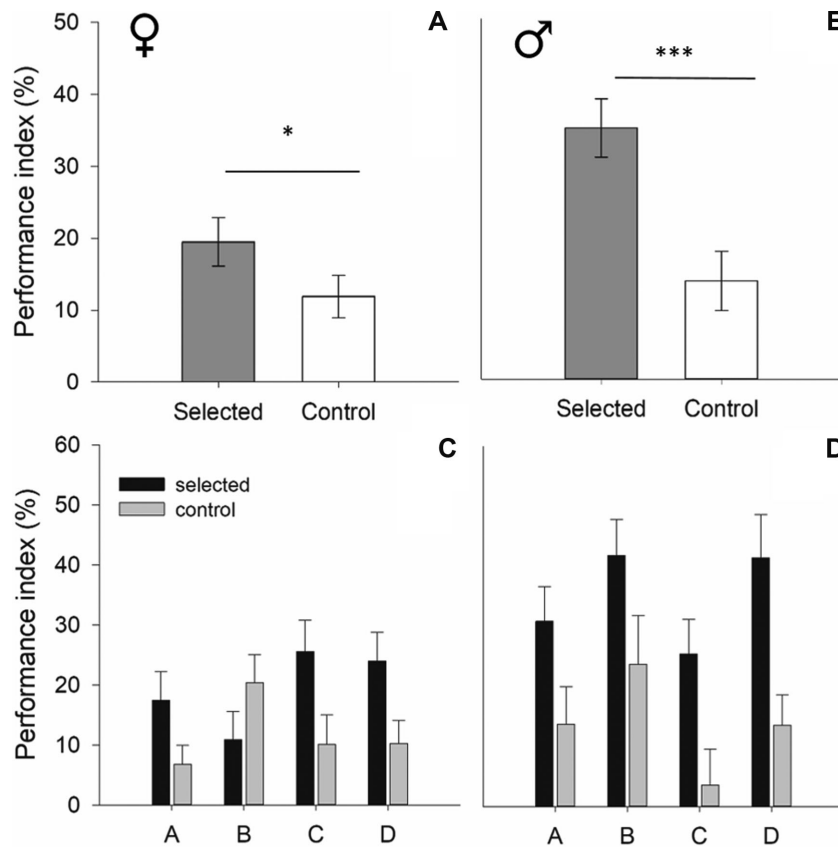 A
B
♀
♂
50
40
30
20
10
0
Performance index (%)
*
***
Selected Control
Selected Control
C
D
60
50
40
30
20
10
0
Performance index (%)
selected
control
A B C D
A B C D